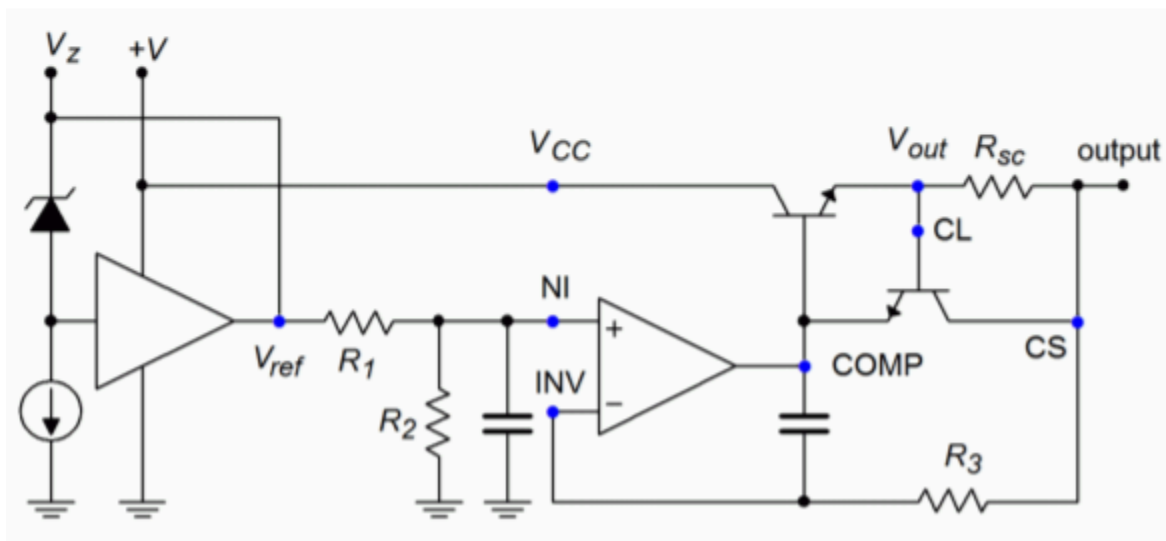 Vz +V
VCC Vout Rsc output
CL
NI
Vref R1 COMP CS
INV
R2
R3
+
−